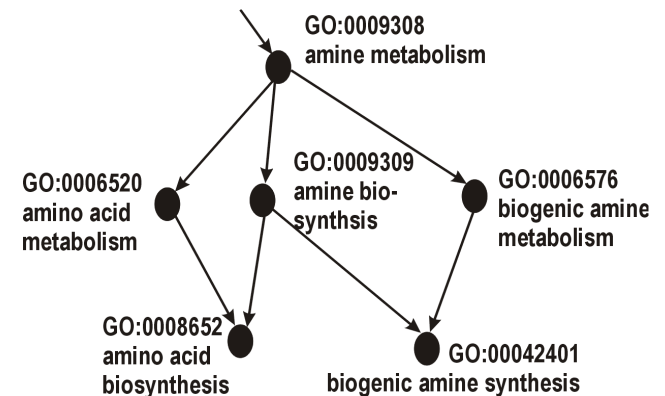 GO:0009308
amine metabolism
GO:0006520
amino acid
metabolism
GO:0009309
amine bio-
synthsis
GO:0006576
biogenic amine
metabolism
GO:0008652
amino acid
biosynthesis
GO:00042401
biogenic amine synthesis